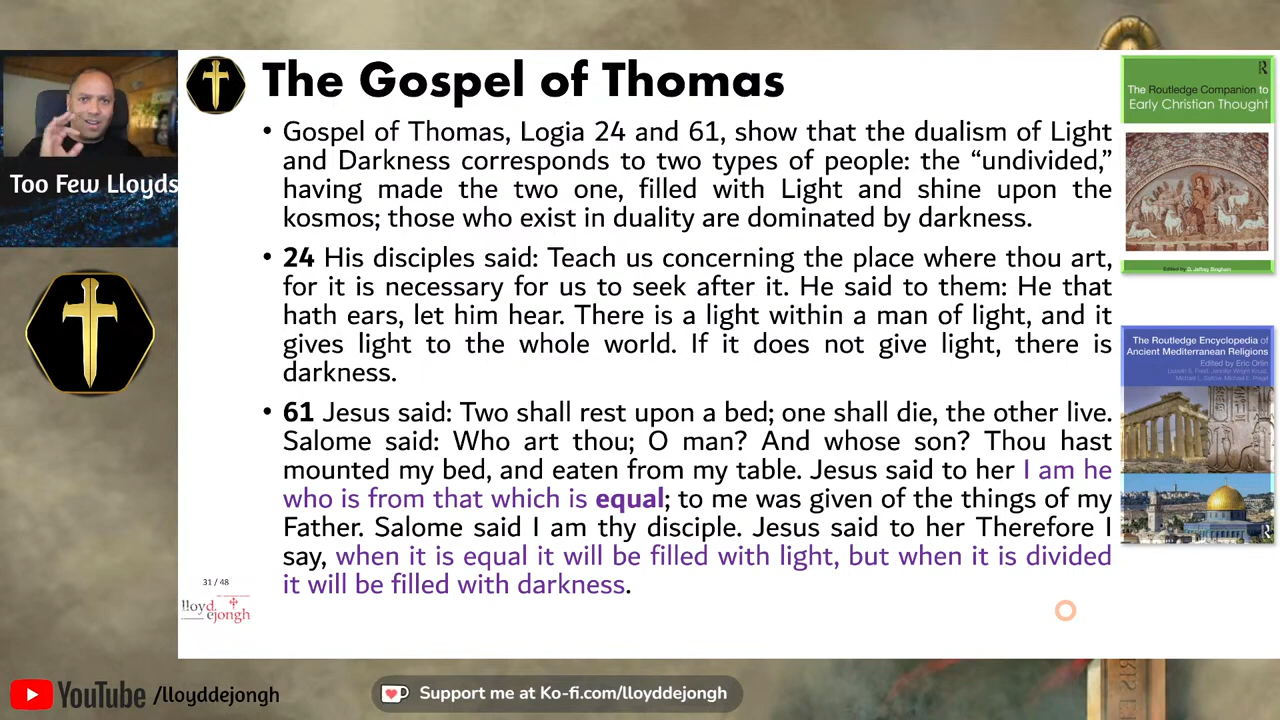 The Gospel of Thomas
• Gospel of Thomas, Logia 24 and 61, show that the dualism of Light
and Darkness corresponds to two types of people: the “undivided,”
having made the two one, filled with Light and shine upon the
kosmos; those who exist in duality are dominated by darkness.
• 24 His disciples said: Teach us concerning the place where thou art,
for it is necessary for us to seek after it. He said to them: He that
hath ears, let him hear. There is a light within a man of light, and it
gives light to the whole world. If it does not give light, there is
darkness.
• 61 Jesus said: Two shall rest upon a bed; one shall die, the other live.
Salome said: Who art thou; O man? And whose son? Thou hast
mounted my bed, and eaten from my table. Jesus said to her I am he
who is from that which is equal; to me was given of the things of my
Father. Salome said I am thy disciple. Jesus said to her Therefore I
say, when it is equal it will be filled with light, but when it is divided
it will be filled with darkness.
31 / 48
lloyd
ejongh
Too Few Lloyds
R
The Routledge Companion to
Early Christian Thought
Edited by D. Jeffrey Bingham
The Routledge Encyclopedia of
Ancient Mediterranean Religions
Edited by Eric Orlin
YouTube /lloyddejongh
Support me at Ko-fi.com/lloyddejongh